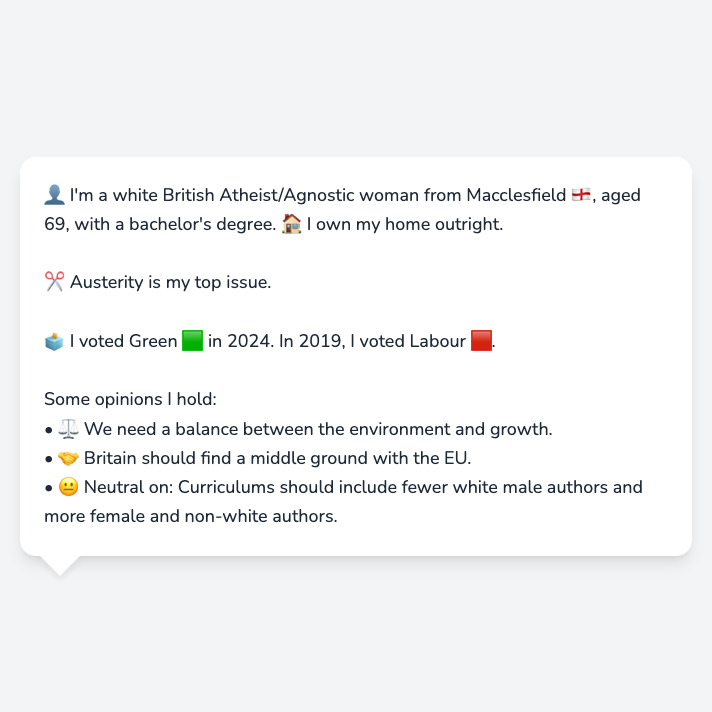 👤 I'm a white British Atheist/Agnostic woman from Macclesfield 🏴󠁧󠁢󠁥󠁮󠁧󠁿, aged
69, with a bachelor's degree. 🏠 I own my home outright.
✂️ Austerity is my top issue.
🗳️ I voted Green 🟩 in 2024. In 2019, I voted Labour 🟥.
Some opinions I hold:
• ⚖️ We need a balance between the environment and growth.
• 🤝 Britain should find a middle ground with the EU.
• 😐 Neutral on: Curriculums should include fewer white male authors and
more female and non-white authors.